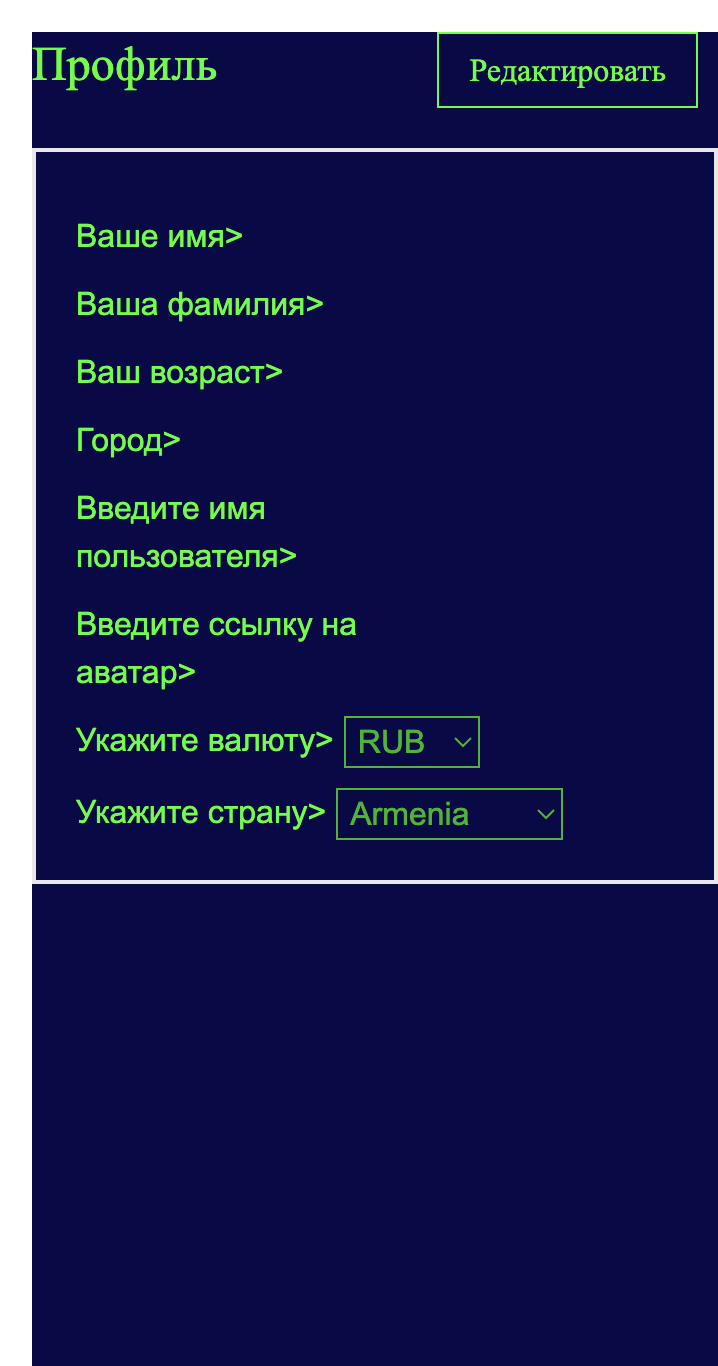 Профиль
Редактировать
Ваше имя>
Ваша фамилия>
Ваш возраст>
Город>
Введите имя
пользователя>
Введите ссылку на
аватар>
Укажите валюту> RUB
Укажите страну> Armenia